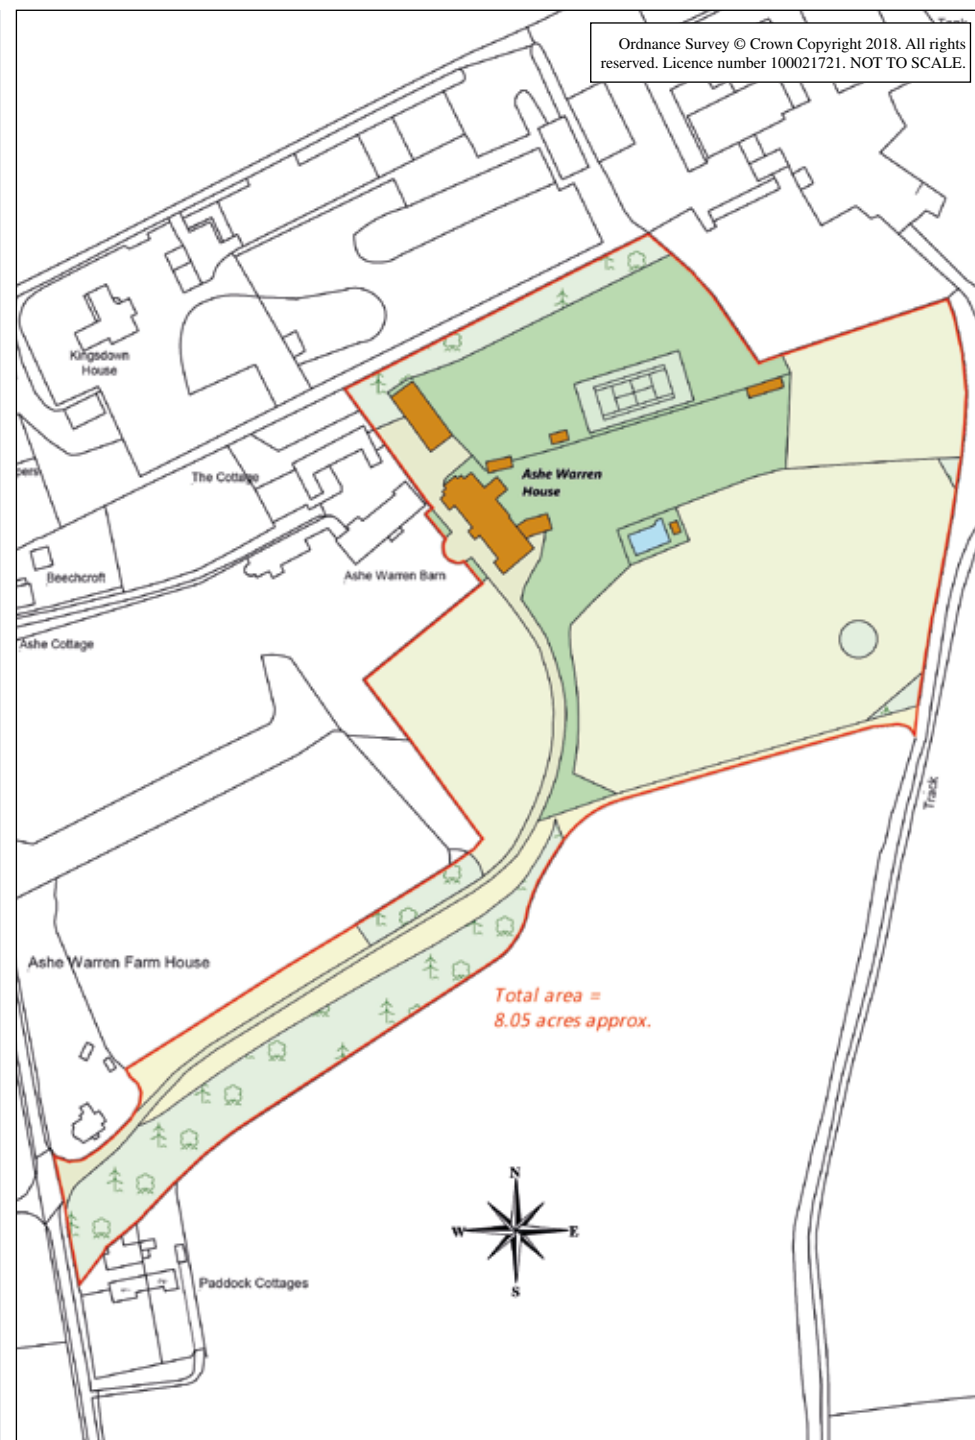 Ordnance Survey © Crown Copyright 2018. All rights
reserved. Licence number 100021721. NOT TO SCALE.
Kingsdown
House
The Cottage
Ashe Warren
House
Beechcroft
Ashe Warren Barn
Ashe Cottage
Track
Ashe Warren Farm House
Total area =
8.05 acres approx.
N
W
E
S
Paddock Cottages
1
2